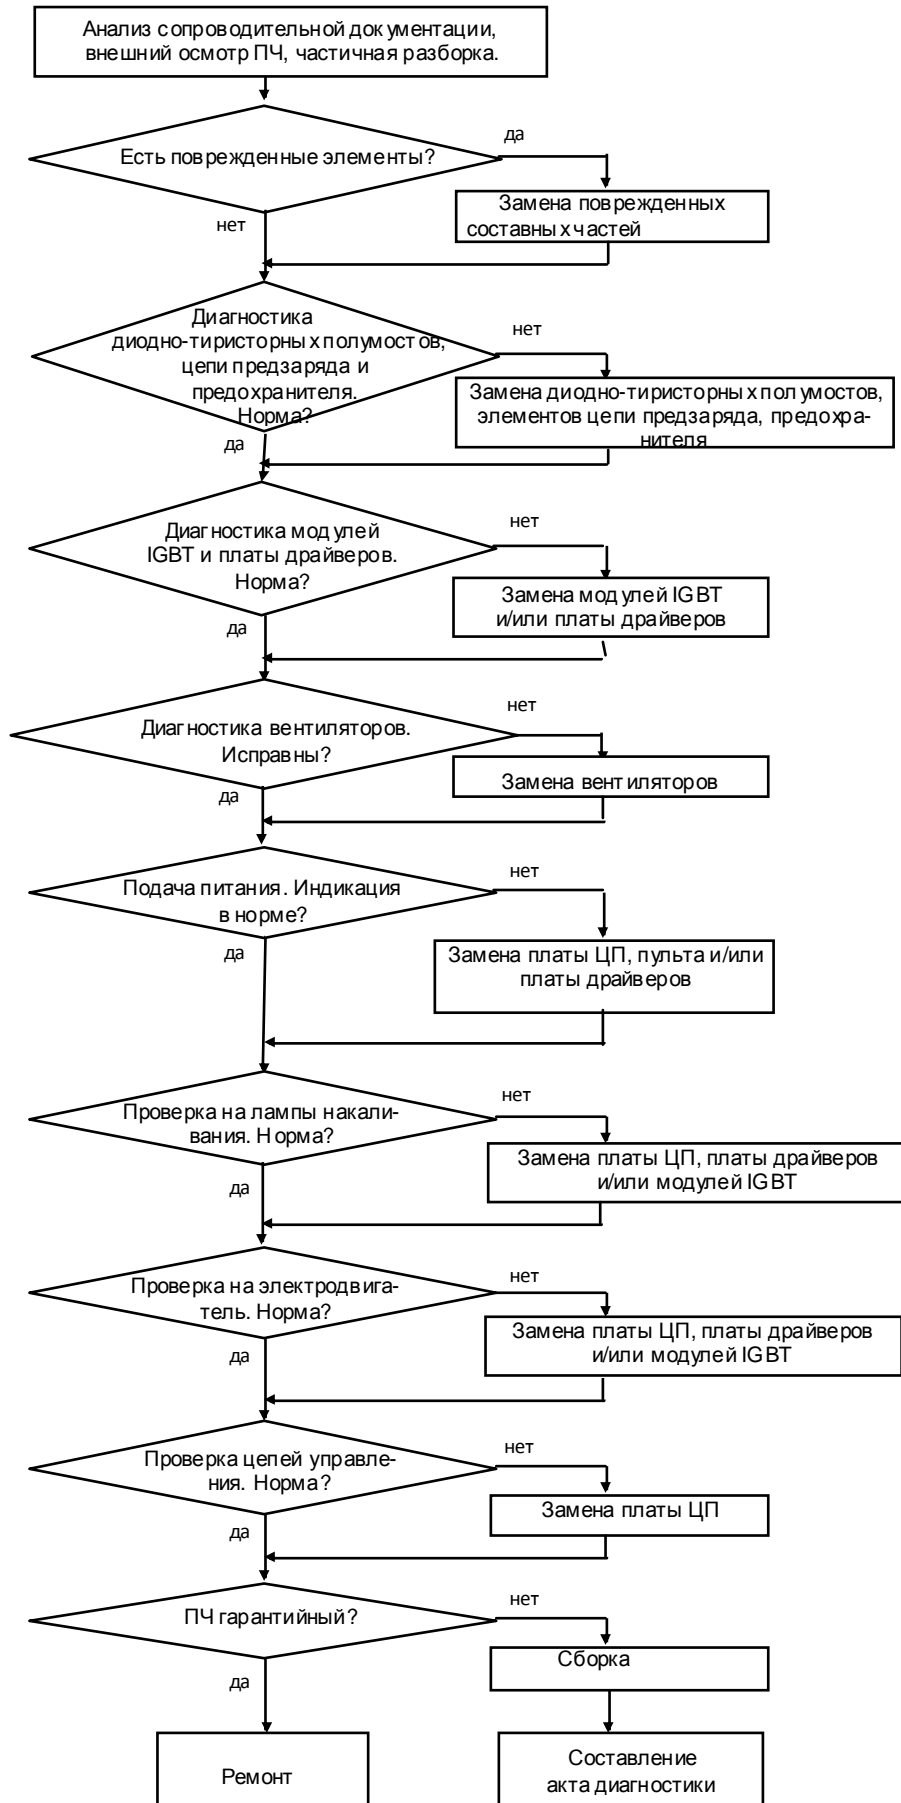 Анализ сопроводительной документации,
внешний осмотр ПЧ, частичная разборка.
Есть поврежденные элементы?
да
Замена поврежденных
составных частей
нет
Диагностика
диодно-тиристорных полумостов,
цепи предзаряда и
предохранителя.
Норма?
нет
Замена диодно-тиристорных полумостов,
элементов цепи предзаряда, предохра-
нителя
да
Диагностика модулей
IGBT и платы драйверов.
Норма?
нет
Замена модулей IGBT
и/или платы драйверов
да
Диагностика вентиляторов.
Исправны?
нет
Замена вентиляторов
да
Подача питания. Индикация
в норме?
нет
Замена платы ЦП, пульта и/или
платы драйверов
да
Проверка на лампы накали-
вания. Норма?
нет
Замена платы ЦП, платы драйверов
и/или модулей IGBT
да
Проверка на электродвига-
тель. Норма?
нет
Замена платы ЦП, платы драйверов
и/или модулей IGBT
да
Проверка цепей управле-
ния. Норма?
нет
Замена платы ЦП
да
ПЧ гарантийный?
нет
Сборка
да
Ремонт
Составление
акта диагностики